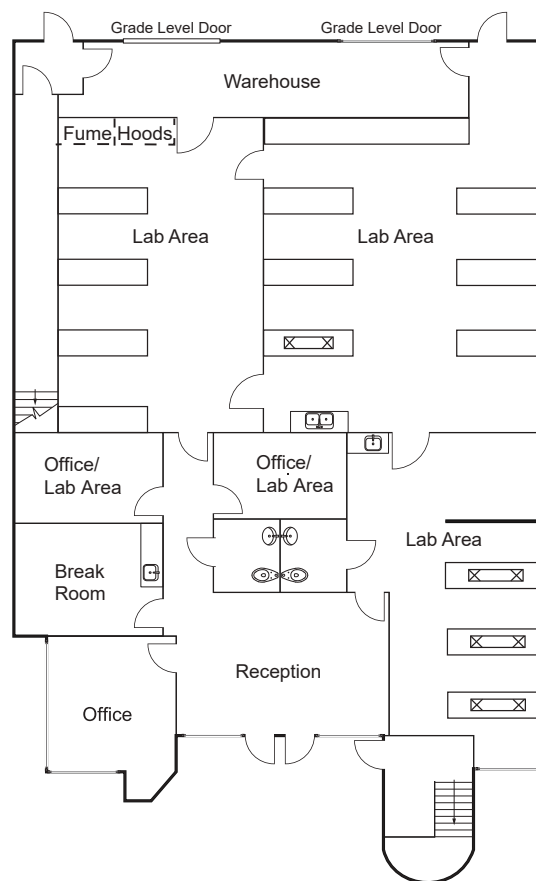 Grade Level Door
Grade Level Door
Warehouse
Fume Hoods
Lab Area
Lab Area
Office/
Lab Area
Office/
Lab Area
Lab Area
Break
Room
Reception
Office